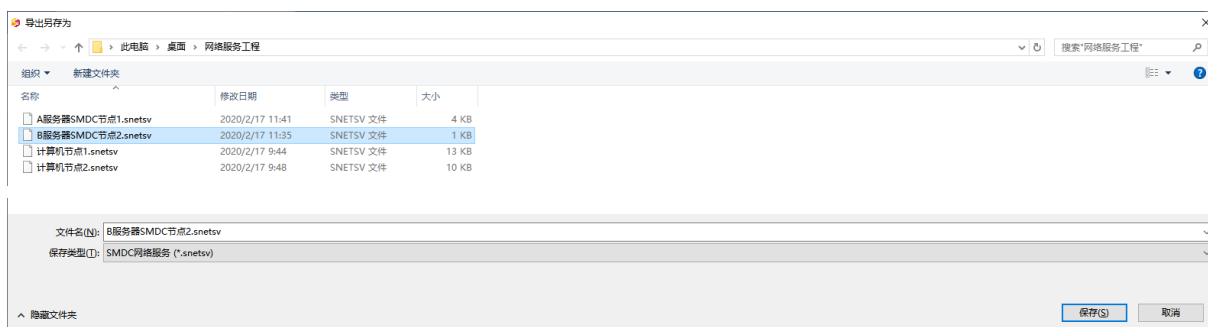 导出另存为
此电脑 › 桌面 › 网络服务工程
搜索"网络服务工程"
组织 新建文件夹
名称 修改日期 类型 大小
A服务器SMDC节点1.snetsv 2020/2/17 11:41 SNETSV 文件 4 KB
B服务器SMDC节点2.snetsv 2020/2/17 11:35 SNETSV 文件 1 KB
计算机节点1.snetsv 2020/2/17 9:44 SNETSV 文件 13 KB
计算机节点2.snetsv 2020/2/17 9:48 SNETSV 文件 10 KB
文件名(N): B服务器SMDC节点2.snetsv
保存类型(T): SMDC网络服务 (*.snetsv)
隐藏文件夹 保存(S) 取消